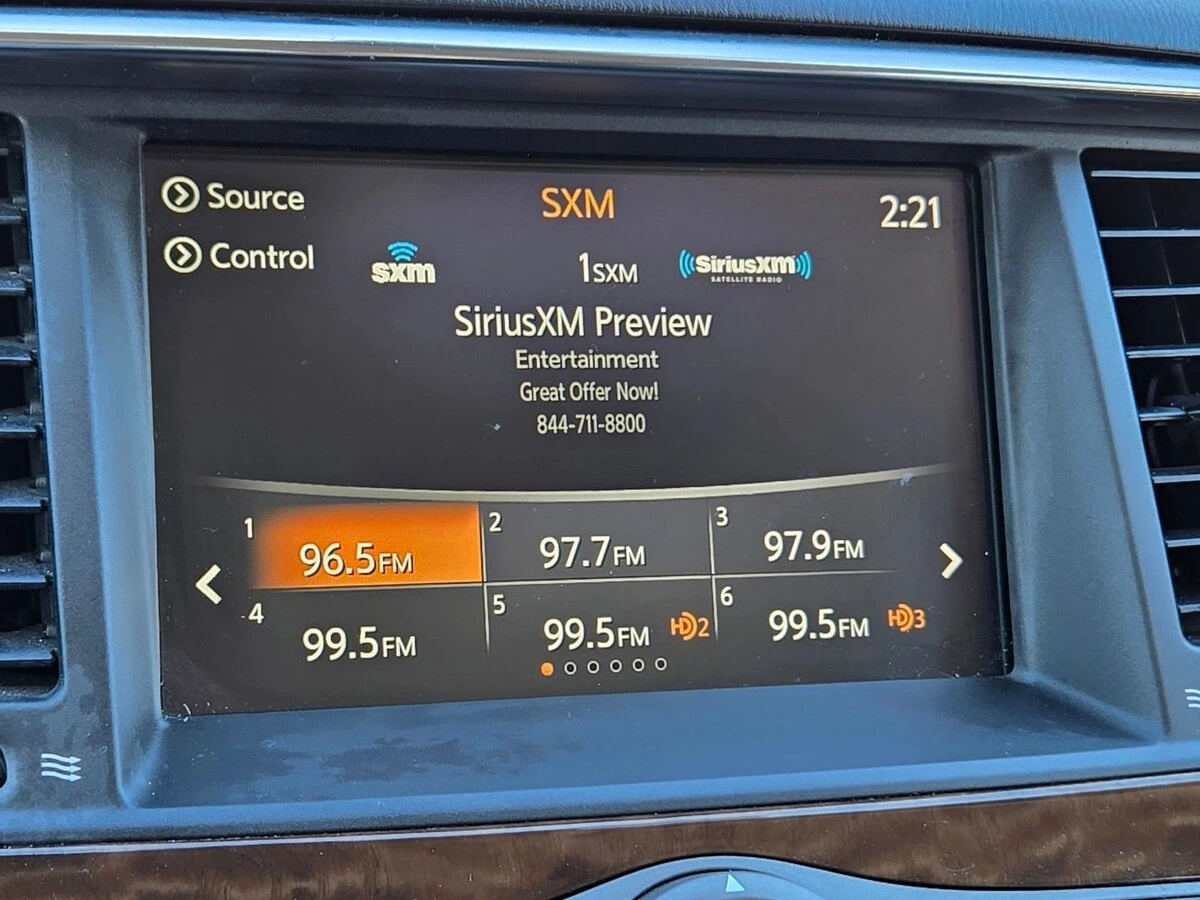 Source
SXM
2:21
Control
sxm
1SXM
((SiriusXM))
SATELLITE RADIO
SiriusXM Preview
Entertainment
Great Offer Now!
844-711-8800
1
96.5FM
2
97.7FM
3
97.9FM
4
99.5FM
5
99.5FM HD2
6
99.5FM HD3